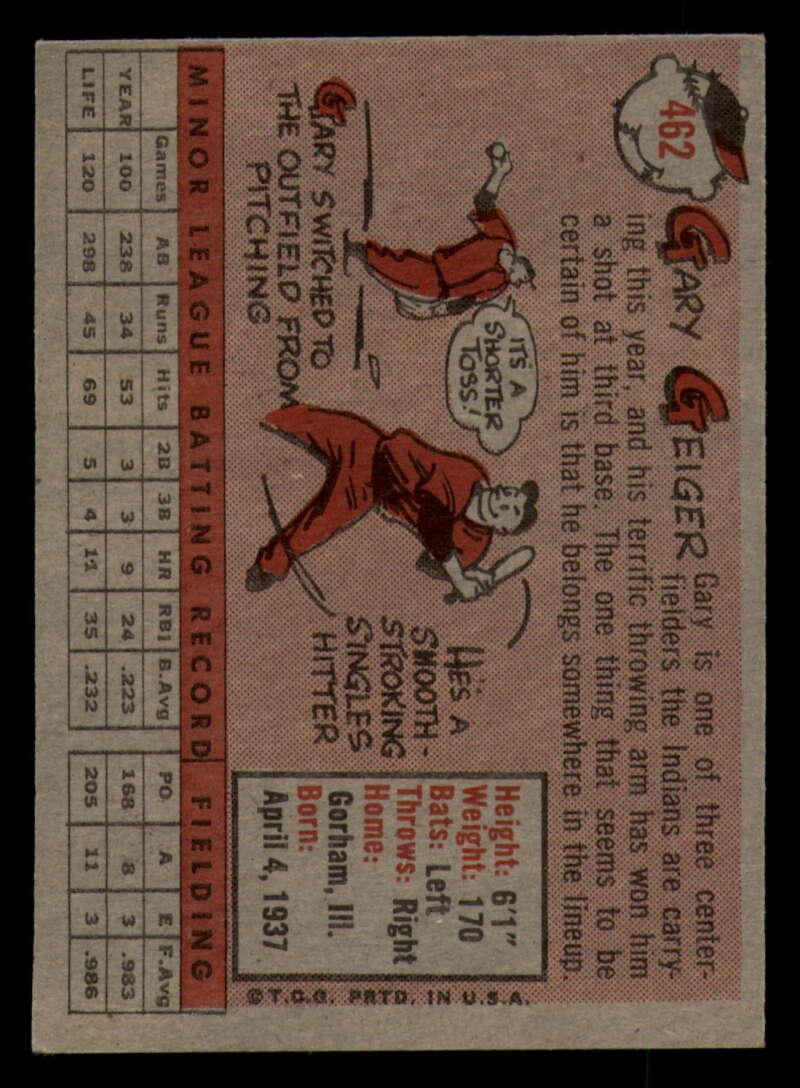 462
GARY GEIGER
Gary is one of three center-
fielders the Indians are carry-
ing this year, and his terrific throwing arm has won him
a shot at third base. The one thing that seems to be
certain of him is that he belongs somewhere in the lineup.
GARY SWITCHED TO
THE OUTFIELD FROM
PITCHING
IT'S A
SHORTER
TOSS!
HE'S A
SMOOTH-
STROKING
SINGLES
HITTER
Height: 6'1"
Weight: 170
Bats: Left
Throws: Right
Home:
Gorham, Ill.
Born:
April 4, 1937
© T.C.G. PRTD. IN U.S.A.
MINOR LEAGUE BATTING RECORD FIELDING
Games AB Runs Hits 2B 3B HR RBI B.Avg PO A E F.Avg
YEAR 100 238 34 53 3 3 9 24 .223 168 8 3 .983
LIFE 120 298 45 69 5 4 11 35 .232 205 11 3 .986